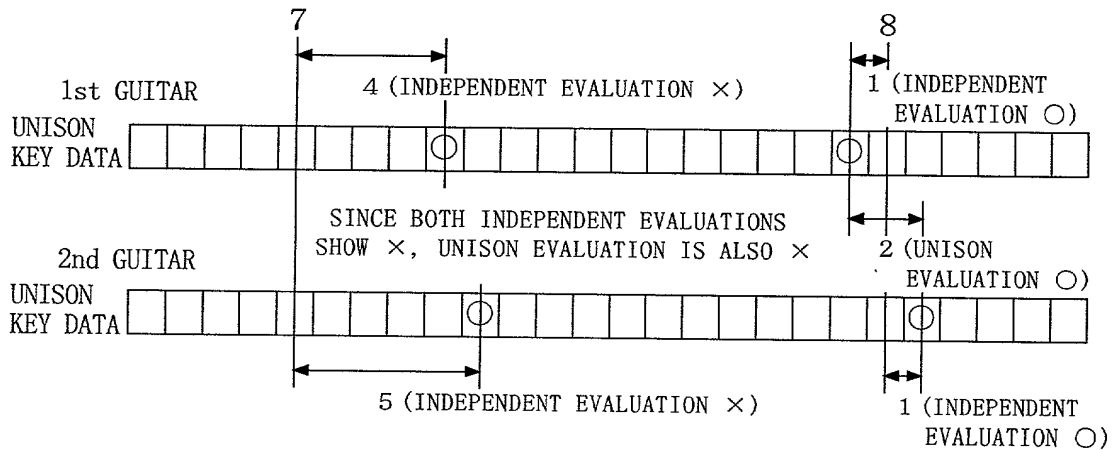 7
8
4 (INDEPENDENT EVALUATION ×)
1 (INDEPENDENT
EVALUATION ○)
1st GUITAR
UNISON
KEY DATA
SINCE BOTH INDEPENDENT EVALUATIONS
SHOW ×, UNISON EVALUATION IS ALSO ×
2 (UNISON
EVALUATION ○)
2nd GUITAR
UNISON
KEY DATA
5 (INDEPENDENT EVALUATION ×)
1 (INDEPENDENT
EVALUATION ○)